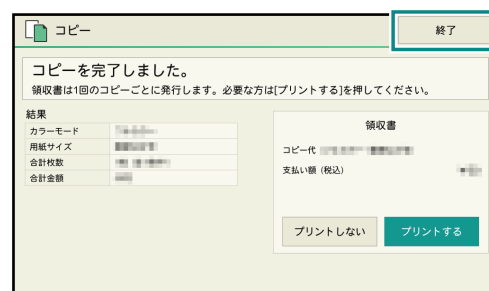 コピー
終了
コピーを完了しました。
領収書は1回のコピーごとに発行します。必要な方は[プリントする]を押してください。
結果
カラーモード
用紙サイズ
合計枚数
合計金額
領収書
コピー代
支払い額（税込）
プリントしない
プリントする